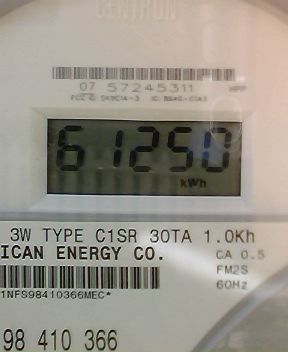 CENTRON
07 57245311
61250
kWh
3W TYPE C1SR 30TA 1.0Kh
ICAN ENERGY CO. CA 0.5
FM2S
1NFS98410366MEC* 60Hz
98 410 366